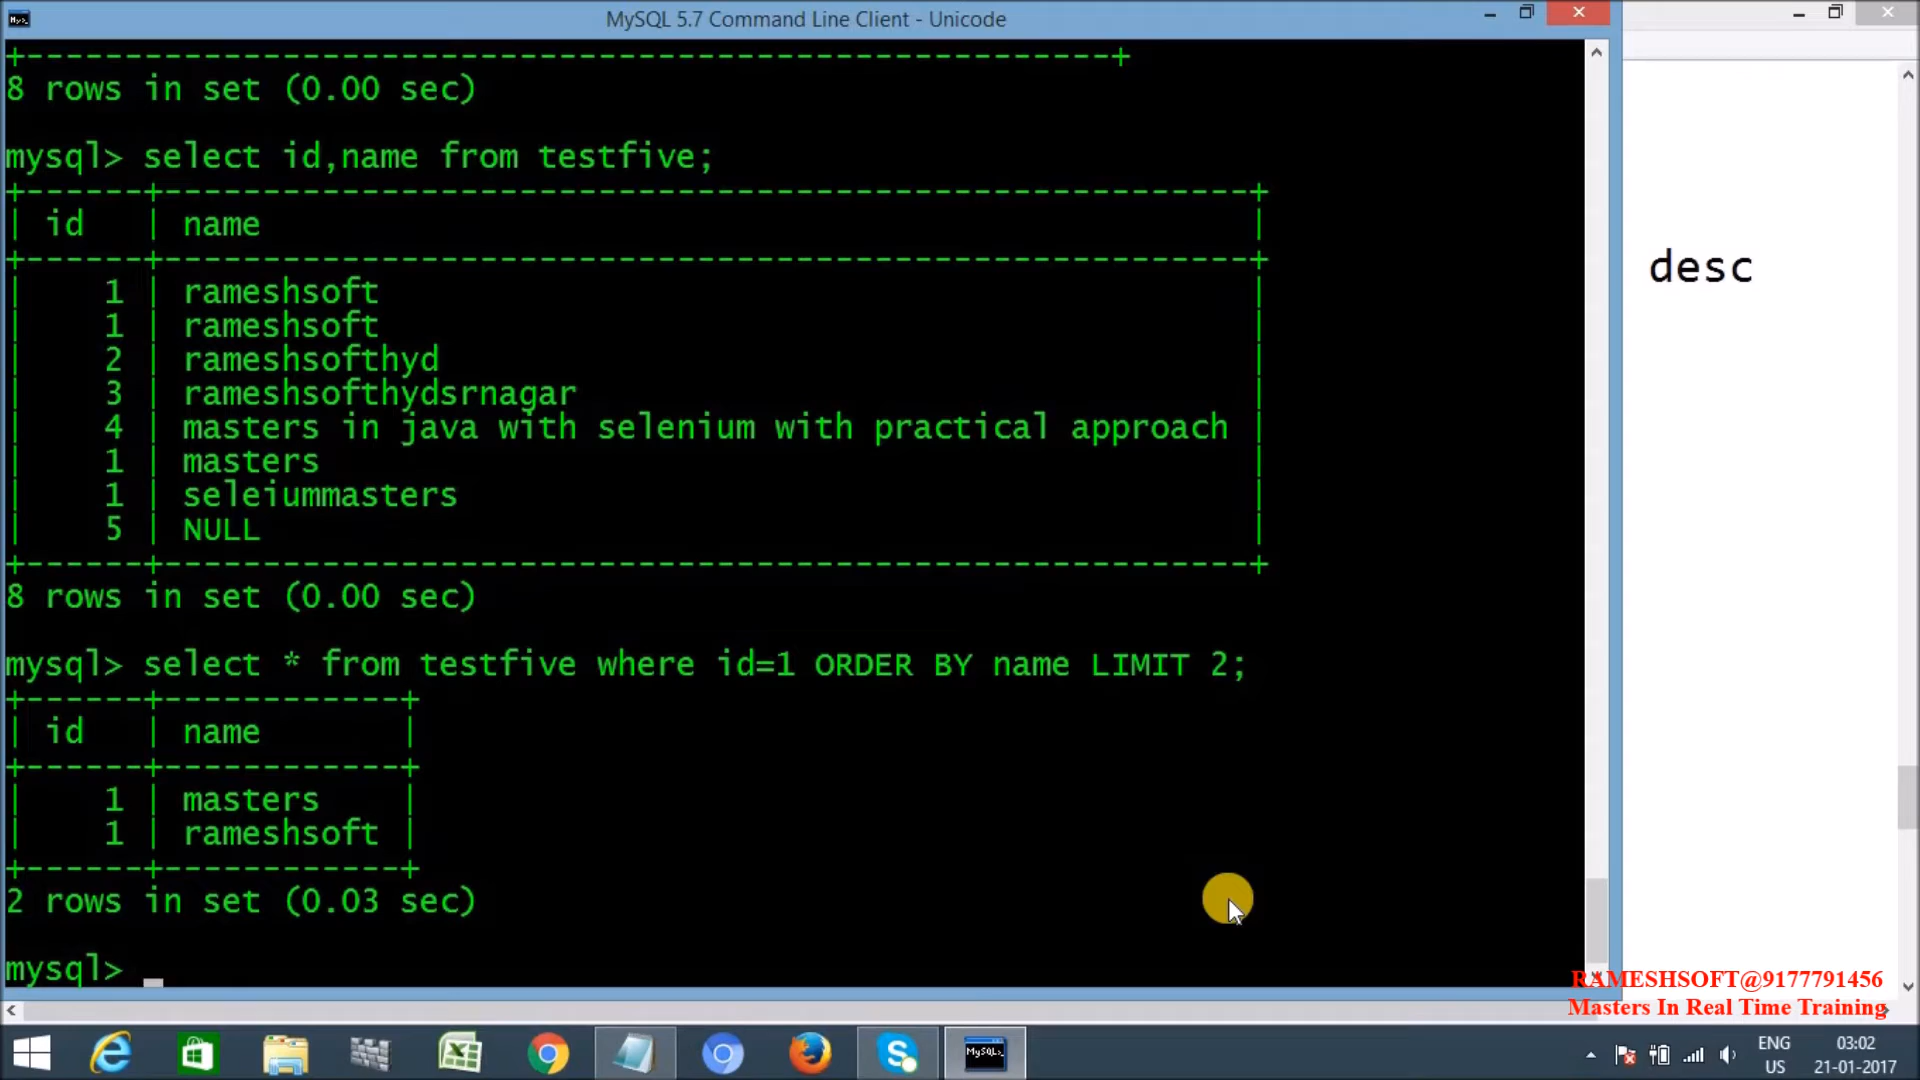 MySQL 5.7 Command Line Client - Unicode
8 rows in set (0.00 sec)
mysql> select id,name from testfive;
| id | name |
| 1 | rameshsoft |
| 1 | rameshsoft |
| 2 | rameshsofthyd |
| 3 | rameshsofthydsrnagar |
| 4 | masters in java with selenium with practical approach |
| 1 | masters |
| 1 | seleiummasters |
| 5 | NULL |
8 rows in set (0.00 sec)
mysql> select * from testfive where id=1 ORDER BY name LIMIT 2;
| id | name |
| 1 | masters |
| 1 | rameshsoft |
2 rows in set (0.03 sec)
mysql>
desc
RAMESHSOFT@9177791456
Masters In Real Time Training
MySQL>
ENG
US
03:02
21-01-2017